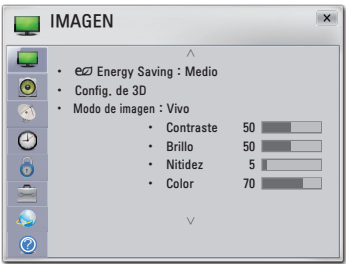 IMAGEN
Energy Saving : Medio
Config. de 3D
Modo de imagen : Vivo
Contraste 50
Brillo 50
Nitidez 5
Color 70